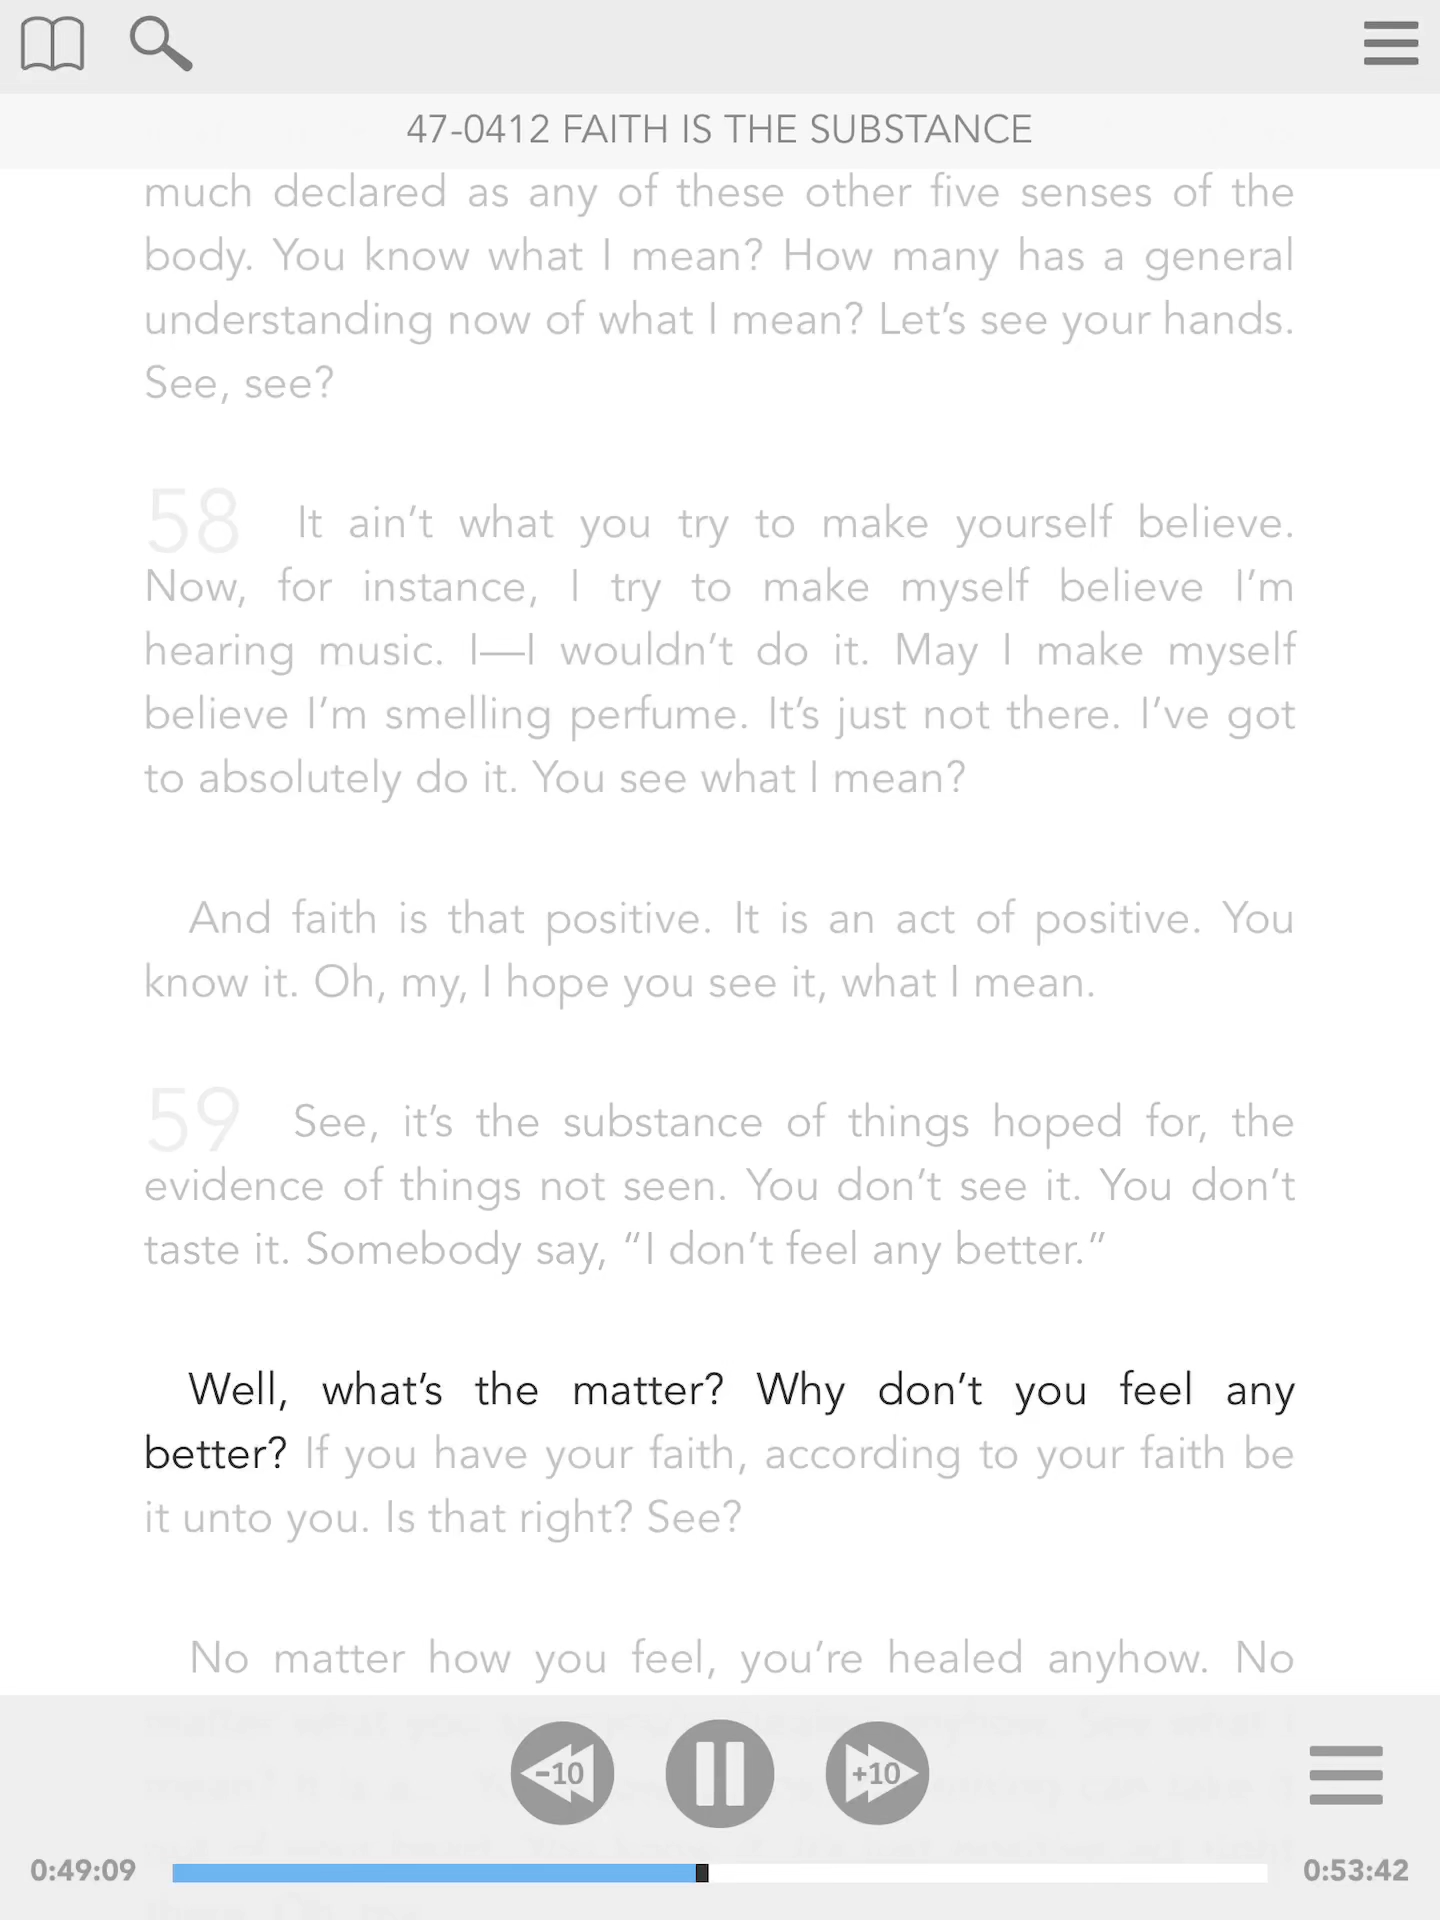 47-0412 FAITH IS THE SUBSTANCE
much declared as any of these other five senses of the
body. You know what I mean? How many has a general
understanding now of what I mean? Let’s see your hands.
See, see?
58 It ain’t what you try to make yourself believe.
Now, for instance, I try to make myself believe I’m
hearing music. I—I wouldn’t do it. May I make myself
believe I’m smelling perfume. It’s just not there. I’ve got
to absolutely do it. You see what I mean?
And faith is that positive. It is an act of positive. You
know it. Oh, my, I hope you see it, what I mean.
59 See, it’s the substance of things hoped for, the
evidence of things not seen. You don’t see it. You don’t
taste it. Somebody say, “I don’t feel any better.”
Well, what’s the matter? Why don’t you feel any
better? If you have your faith, according to your faith be
it unto you. Is that right? See?
No matter how you feel, you’re healed anyhow. No
-10 +10
0:49:09 0:53:42